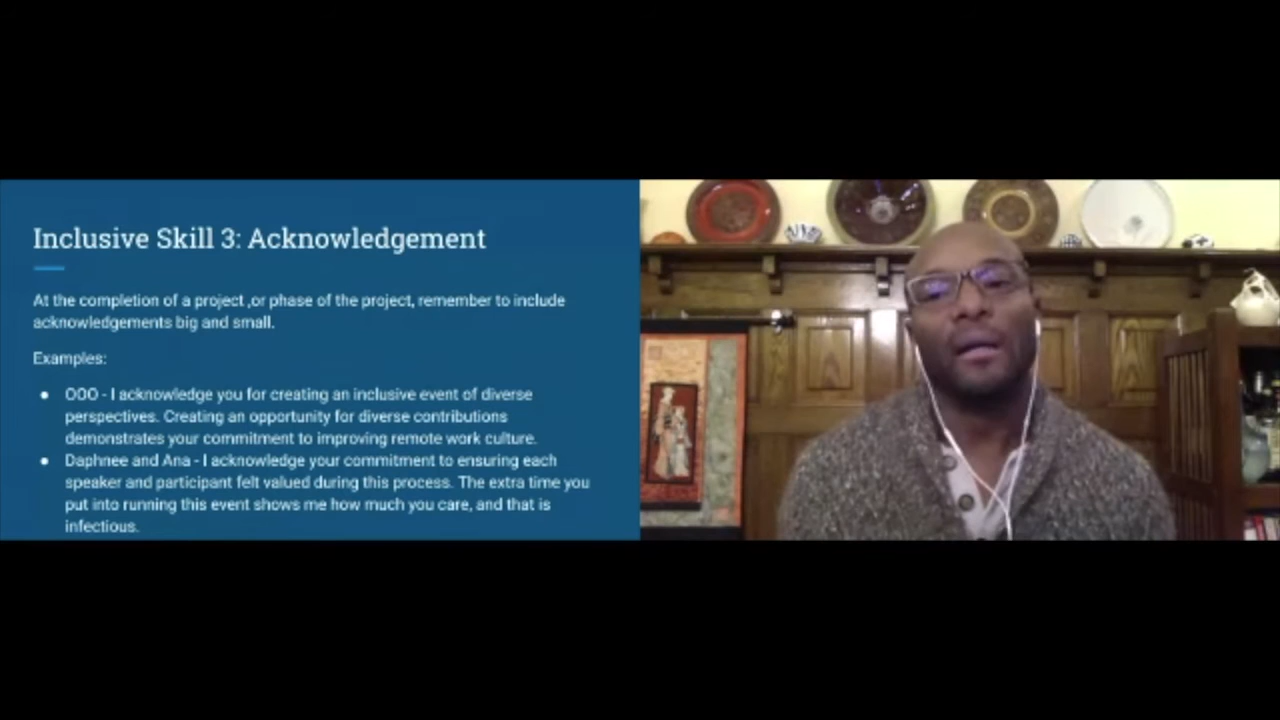 Inclusive Skill 3: Acknowledgement
At the completion of a project ,or phase of the project, remember to include
acknowledgements big and small.
Examples:
● OOO - I acknowledge you for creating an inclusive event of diverse
perspectives. Creating an opportunity for diverse contributions
demonstrates your commitment to improving remote work culture.
● Daphnee and Ana - I acknowledge your commitment to ensuring each
speaker and participant felt valued during this process. The extra time you
put into running this event shows me how much you care, and that is
infectious.